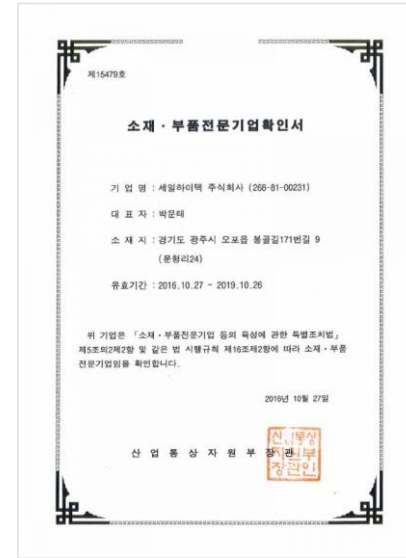 제15479호
소재 · 부품전문기업확인서
기 업 명 : 세일하이텍 주식회사 (268-81-00231)
대 표 자 : 박문태
소 재 지 : 경기도 광주시 오포읍 봉골길171번길 9
(문형리24)
유효기간 : 2016.10.27 ~ 2019.10.26
위 기업은 「소재 · 부품전문기업 등의 육성에 관한 특별조치법」
제5조의2제2항 및 같은 법 시행규칙 제16조제2항에 따라 소재 · 부품
전문기업임을 확인합니다.
2016년 10월 27일
산 업 통 상 자 원 부 장 관